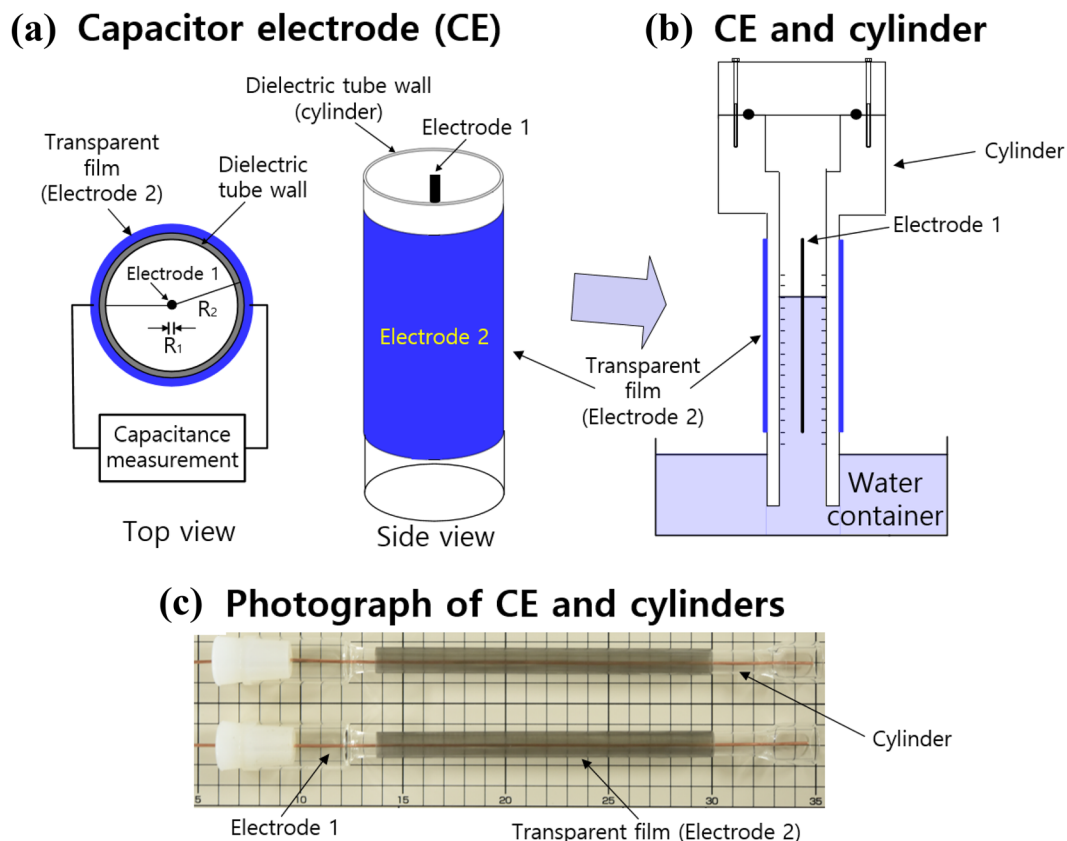 (a) Capacitor electrode (CE)
Dielectric tube wall
(cylinder)
Electrode 1
Transparent
film
(Electrode 2)
Dielectric
tube wall
Electrode 1
R2
R1
Capacitance
measurement
Top view
Electrode 2
Side view
(b) CE and cylinder
Cylinder
Electrode 1
Transparent
film
(Electrode 2)
Water
container
(c) Photograph of CE and cylinders
Cylinder
5 10 15 20 25 30 35
Electrode 1
Transparent film (Electrode 2)